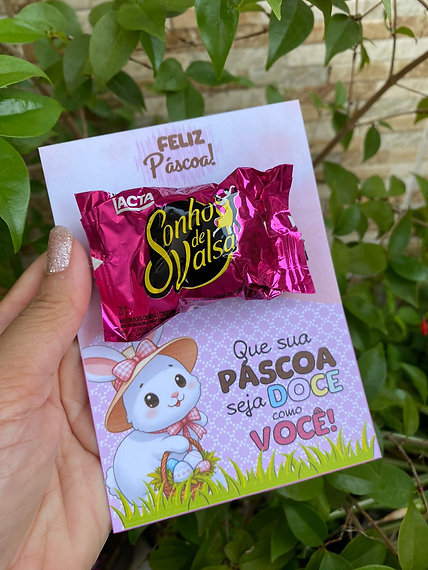 FELIZ
Páscoa!
LACTA
Sonho
de
Valsa
Que sua
PÁSCOA
seja DOCE
como
VOCÊ!